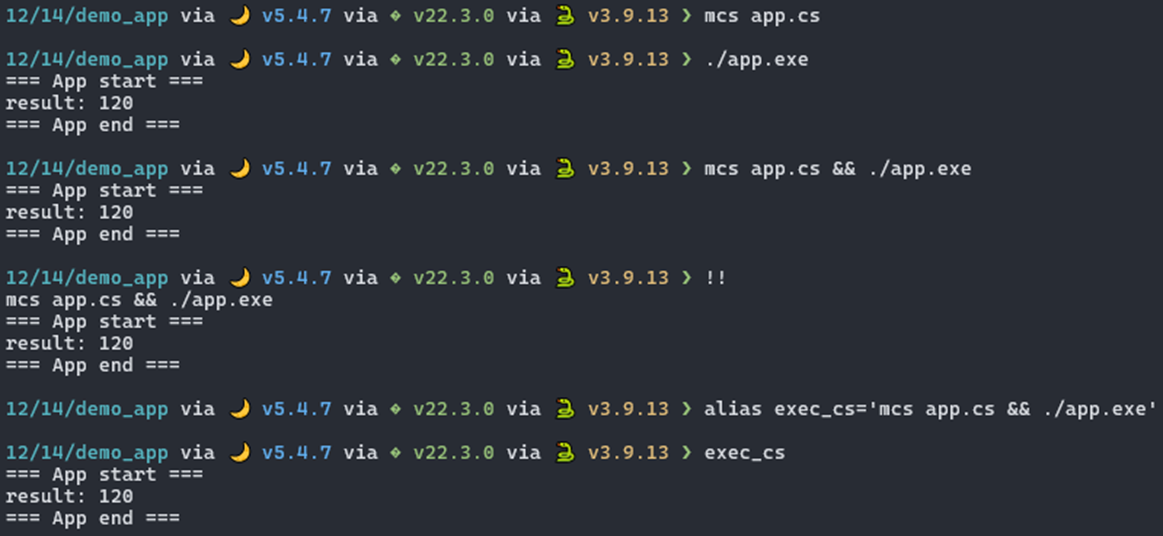 12/14/demo_app via 🌙 v5.4.7 via � v22.3.0 via 🐍 v3.9.13 ❯ mcs app.cs
12/14/demo_app via 🌙 v5.4.7 via � v22.3.0 via 🐍 v3.9.13 ❯ ./app.exe
=== App start ===
result: 120
=== App end ===
12/14/demo_app via 🌙 v5.4.7 via � v22.3.0 via 🐍 v3.9.13 ❯ mcs app.cs && ./app.exe
=== App start ===
result: 120
=== App end ===
12/14/demo_app via 🌙 v5.4.7 via � v22.3.0 via 🐍 v3.9.13 ❯ !!
mcs app.cs && ./app.exe
=== App start ===
result: 120
=== App end ===
12/14/demo_app via 🌙 v5.4.7 via � v22.3.0 via 🐍 v3.9.13 ❯ alias exec_cs='mcs app.cs && ./app.exe'
12/14/demo_app via 🌙 v5.4.7 via � v22.3.0 via 🐍 v3.9.13 ❯ exec_cs
=== App start ===
result: 120
=== App end ===